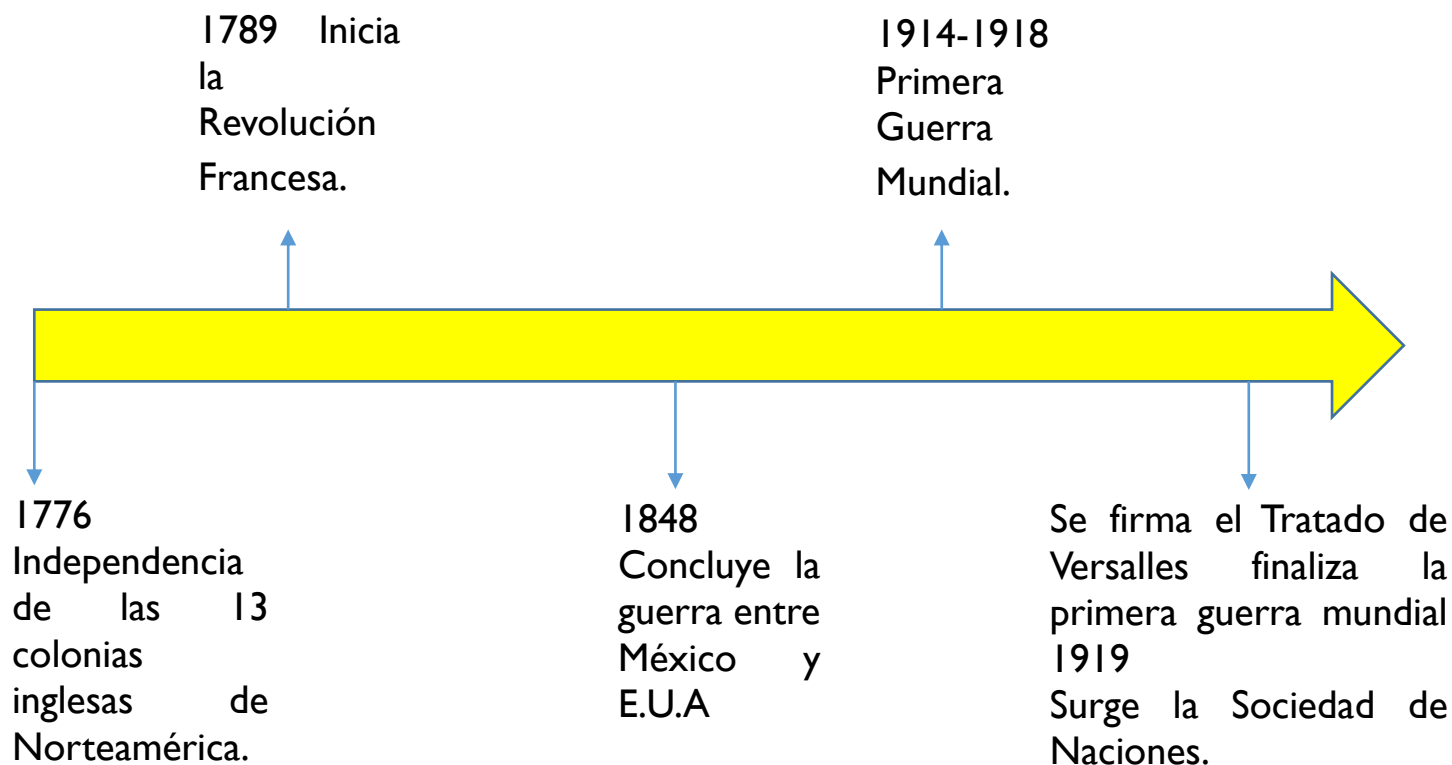 1789 Inicia
la
Revolución
Francesa.
1914-1918
Primera
Guerra
Mundial.
1776
Independencia
de las 13
colonias
inglesas de
Norteamérica.
1848
Concluye la
guerra entre
México y
E.U.A
Se firma el Tratado de
Versalles finaliza la
primera guerra mundial
1919
Surge la Sociedad de
Naciones.